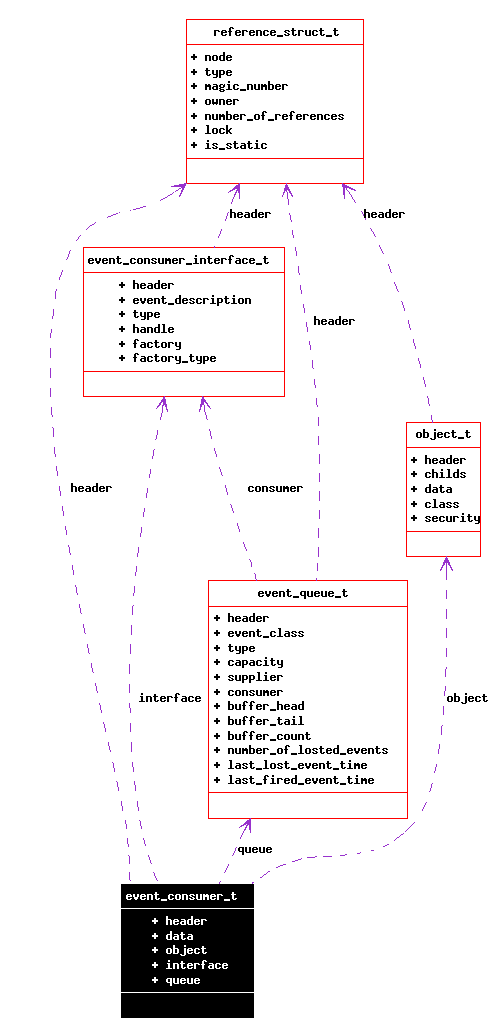 reference_struct_t
+ node
+ type
+ magic_number
+ owner
+ number_of_references
+ lock
+ is_static
header
header
event_consumer_interface_t
+ header
+ event_description
+ type
+ handle
+ factory
+ factory_type
header
object_t
+ header
+ childs
+ data
+ class
+ security
header
consumer
event_queue_t
+ header
+ event_class
+ type
+ capacity
+ supplier
+ consumer
+ buffer_head
+ buffer_tail
+ buffer_count
+ number_of_losted_events
+ last_lost_event_time
+ last_fired_event_time
interface
object
queue
event_consumer_t
+ header
+ data
+ object
+ interface
+ queue